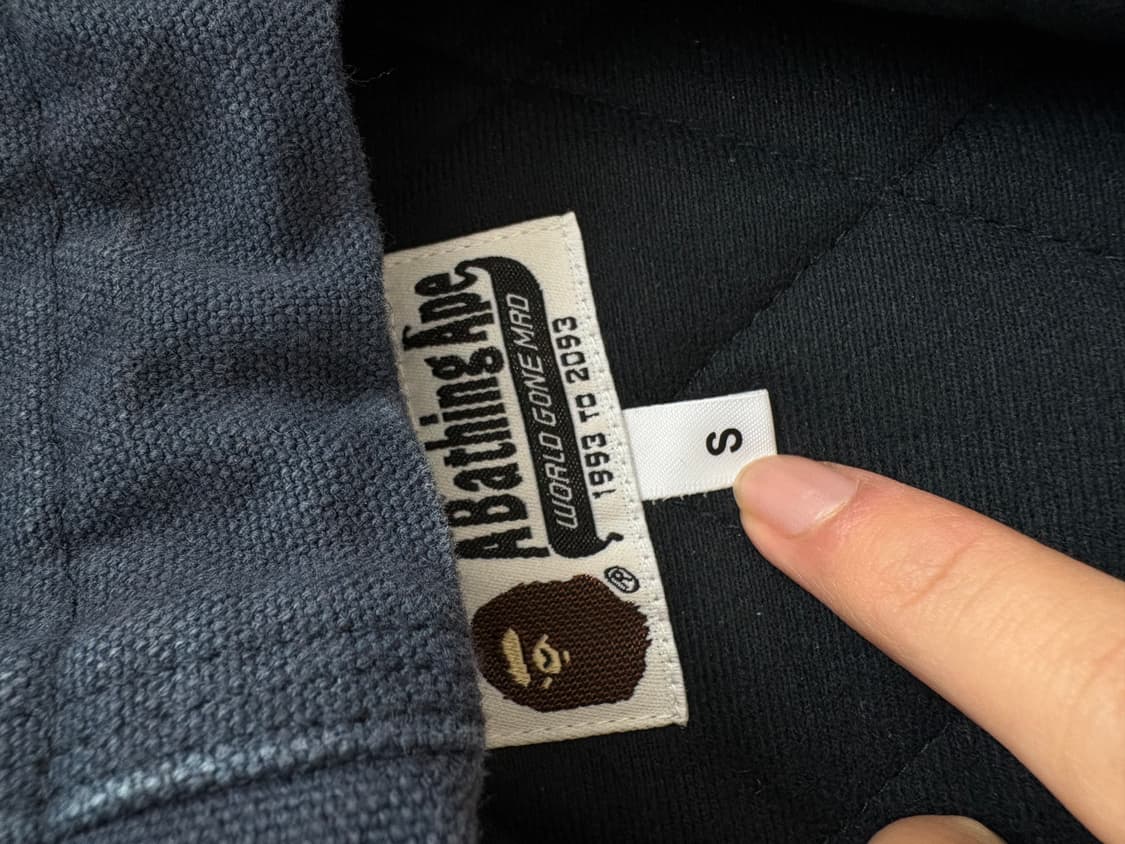 A Bathing Ape
WORLD GONE MAD
1993 TO 2093
®
S